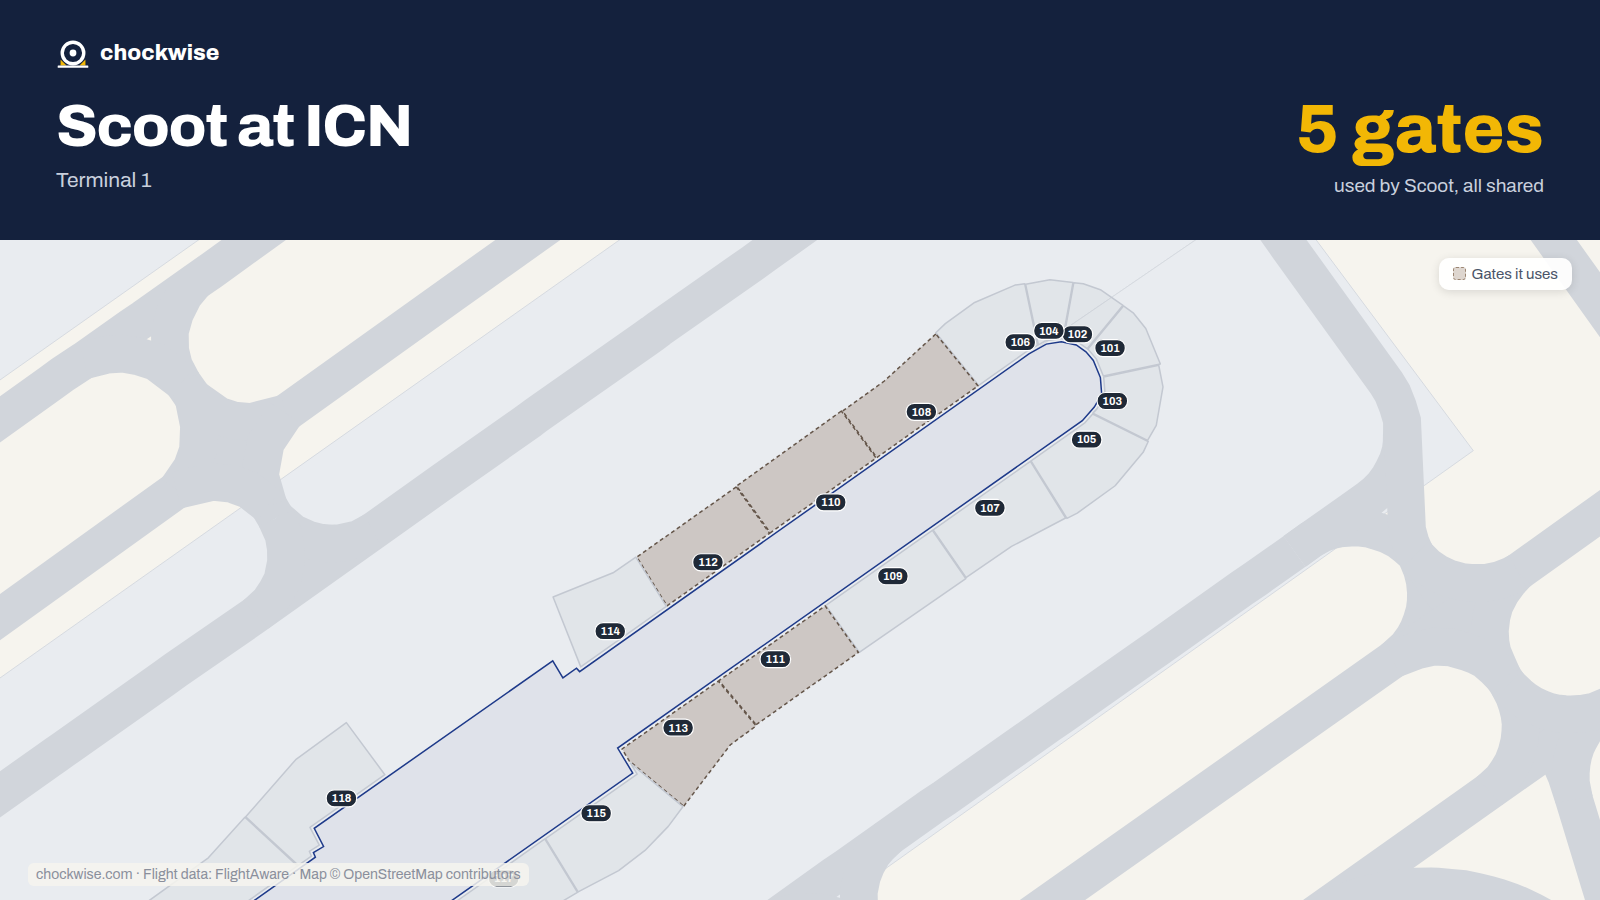 chockwise
Scoot at ICN
Terminal 1
5 gates
used by Scoot, all shared
Gates it uses
104
102
106
101
103
108
105
110
107
112
109
114
111
113
118
115
chockwise.com · Flight data: FlightAware · Map © OpenStreetMap contributors